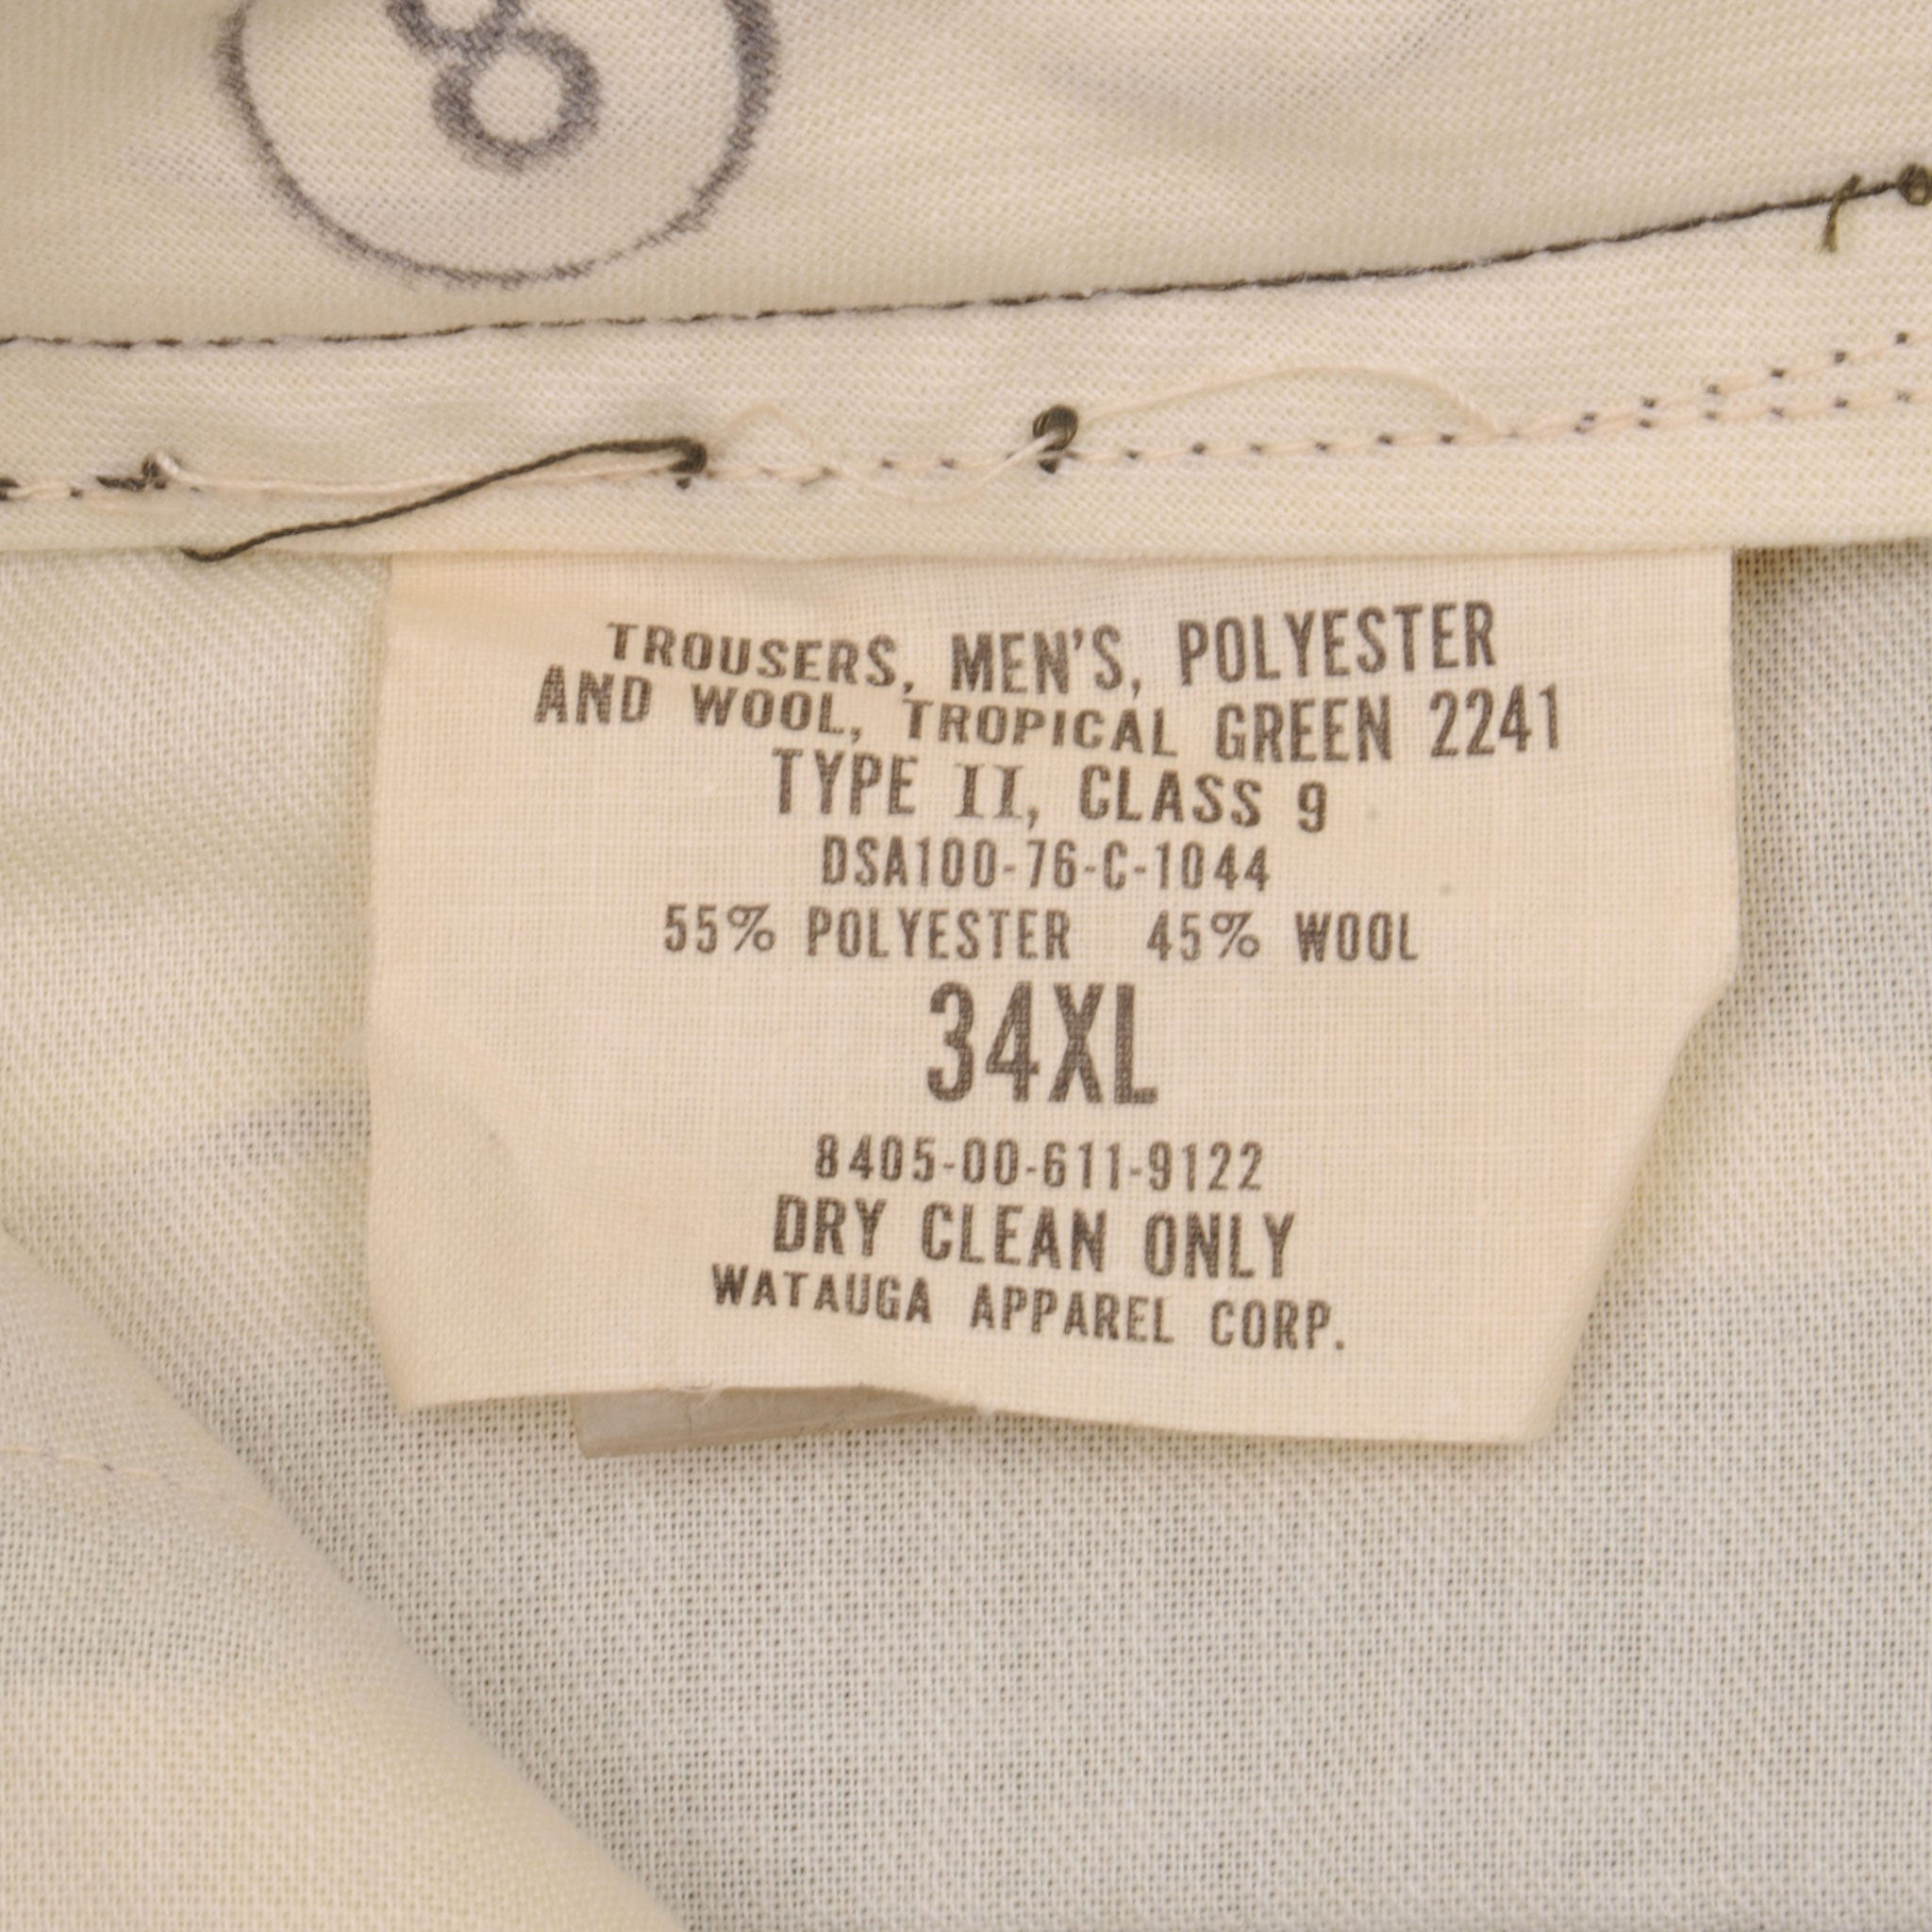 8
TROUSERS, MEN'S, POLYESTER
AND WOOL, TROPICAL GREEN 2241
TYPE II, CLASS 9
DSA100-76-C-1044
55% POLYESTER 45% WOOL
34XL
8405-00-611-9122
DRY CLEAN ONLY
WATAUGA APPAREL CORP.